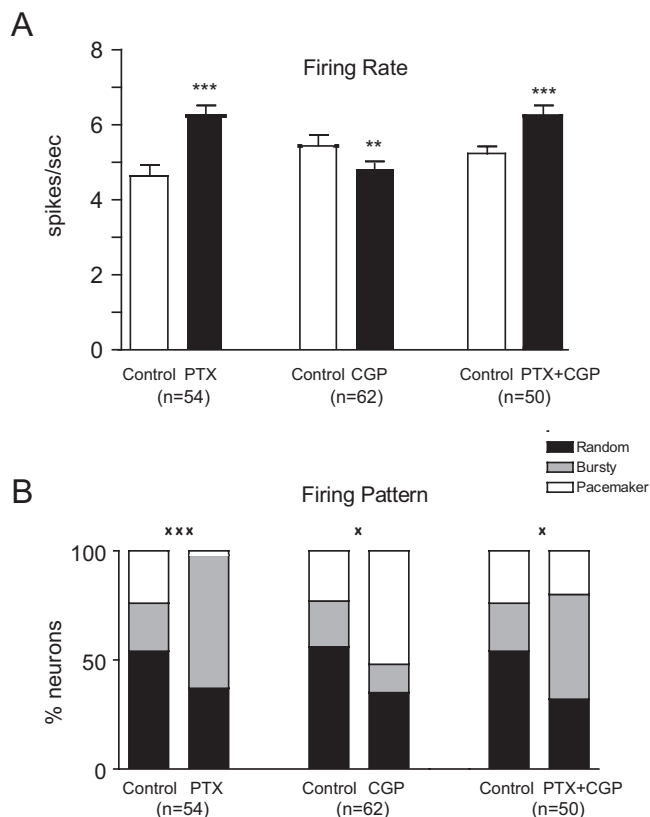 A
Firing Rate
8
6
4
2
0
spikes/sec
***
**
***
Control PTX
(n=54)
Control CGP
(n=62)
Control PTX+CGP
(n=50)
Random
Bursty
Pacemaker
B
Firing Pattern
x x x
x
x
100
50
0
% neurons
Control PTX
(n=54)
Control CGP
(n=62)
Control PTX+CGP
(n=50)